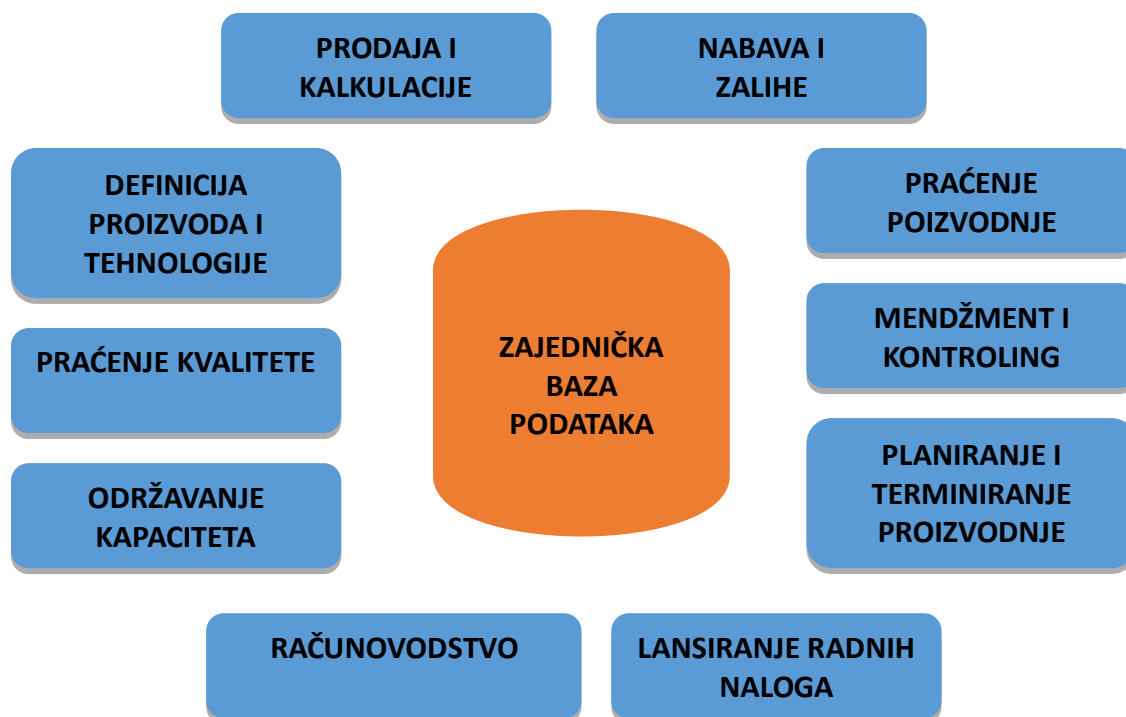 PRODAJA I
KALKULACIJE
NABAVA I
ZALIHE
DEFINICIJA
PROIZVODA I
TEHNOLOGIJE
PRAĆENJE
POIZVODNJE
PRAĆENJE KVALITETE
ZAJEDNIČKA
BAZA
PODATAKA
MENDŽMENT I
KONTROLING
ODRŽAVANJE
KAPACITETA
PLANIRANJE I
TERMINIRANJE
PROIZVODNJE
RAČUNOVODSTVO
LANSIRANJE RADNIH
NALOGA